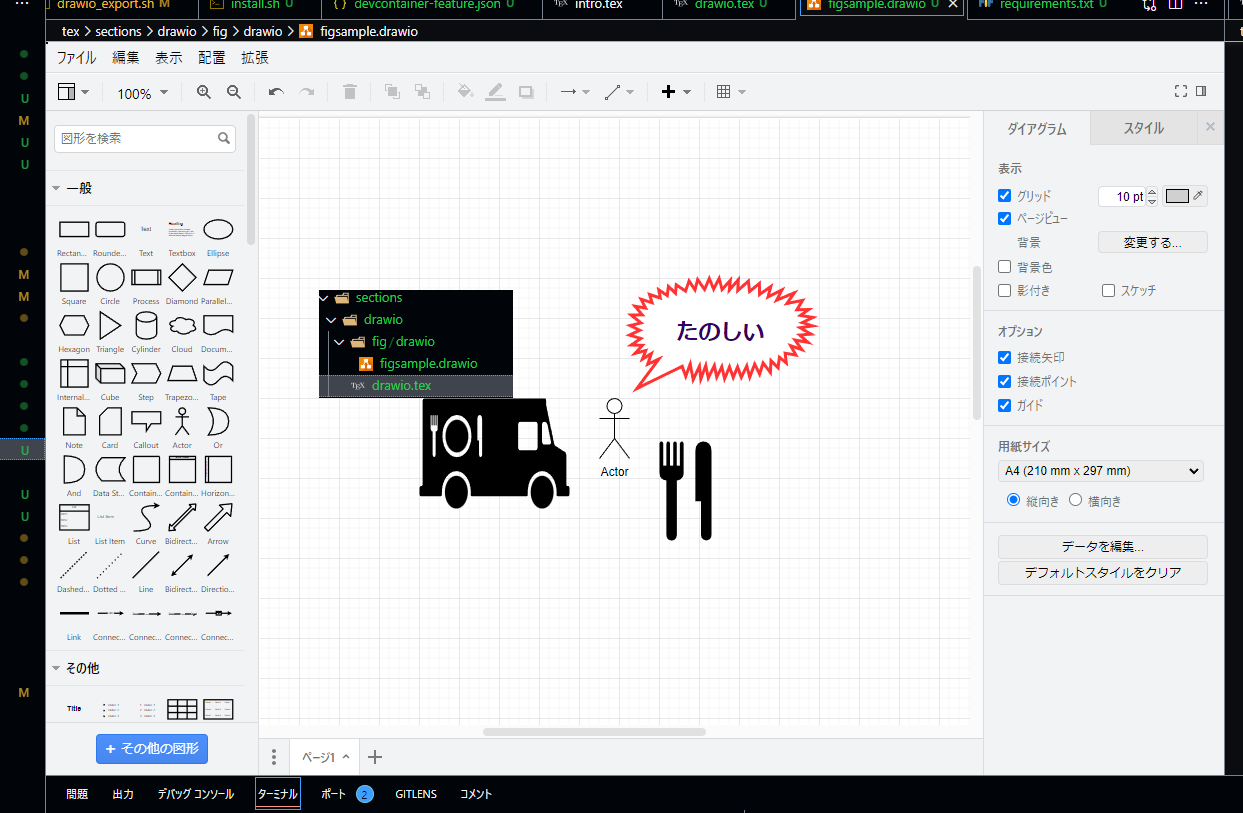 drawio_export.sh M
install.sh U
{ } devcontainer-feature.json U
TEX intro.tex
TEX drawio.tex U
figsample.drawio U
requirements.txt U
tex > sections > drawio > fig > drawio > figsample.drawio
ファイル 編集 表示 配置 拡張
100%
図形を検索
一般
Heading
Text
Rectan... Rounde... Text Textbox Ellipse
Square Circle Process Diamond Parallel...
Hexagon Triangle Cylinder Cloud Docum...
Internal... Cube Step Trapezo... Tape
Note Card Callout Actor Or
And Data St... Contain... Contain... Horizon...
List Item
List List Item Curve Bidirect... Arrow
Dashed... Dotted ... Line Bidirect... Directio...
Link Connec... Connec... Connec... Connec...
その他
Title
+ その他の図形
U
M
U
U
M
M
U
U
U
M
sections
drawio
fig / drawio
figsample.drawio
TEX drawio.tex
たのしい
Actor
ページ1
ダイアグラム スタイル
表示
グリッド 10 pt
ページビュー
背景 変更する...
背景色
影付き スケッチ
オプション
接続矢印
接続ポイント
ガイド
用紙サイズ
A4 (210 mm x 297 mm)
縦向き 横向き
データを編集...
デフォルトスタイルをクリア
問題 出力 デバッグ コンソール ターミナル ポート 2 GITLENS コメント